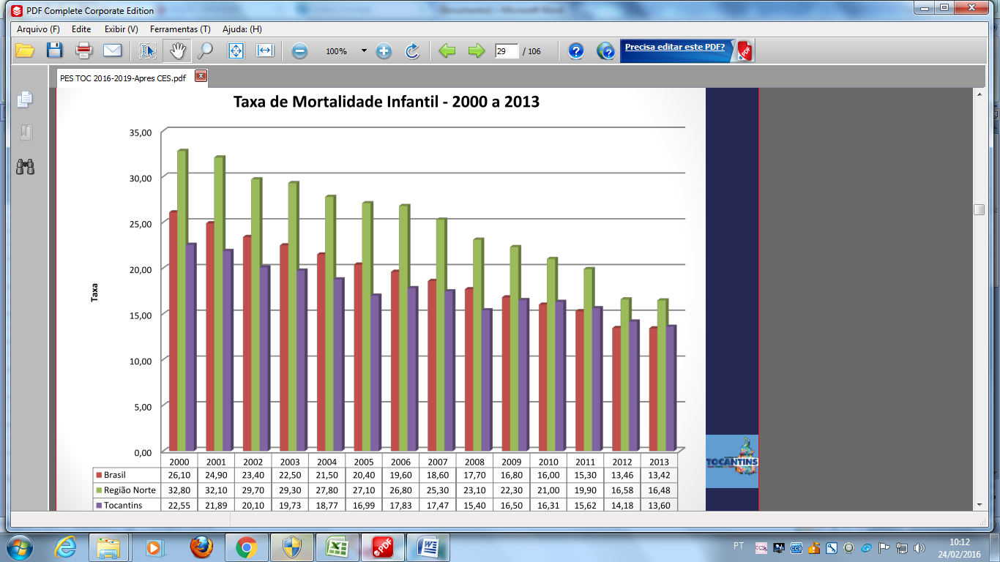 PDF Complete Corporate Edition
Arquivo (F) Edite Exibir (V) Ferramentas (T) Ajuda: (H)
100% 29 / 106 Precisa editar este PDF? PDF
PES TOC 2016-2019-Apres CES.pdf
Taxa de Mortalidade Infantil - 2000 a 2013
35,00
30,00
25,00
20,00
Taxa
15,00
10,00
5,00
0,00
2000 2001 2002 2003 2004 2005 2006 2007 2008 2009 2010 2011 2012 2013
Brasil 26,10 24,90 23,40 22,50 21,50 20,40 19,60 18,60 17,70 16,80 16,00 15,30 13,46 13,42
Região Norte 32,80 32,10 29,70 29,30 27,80 27,10 26,80 25,30 23,10 22,30 21,00 19,90 16,58 16,48
Tocantins 22,55 21,89 20,10 19,73 18,77 16,99 17,83 17,47 15,40 16,50 16,31 15,62 14,18 13,60
TOCANTINS
PDF
PT
10:12
24/02/2016